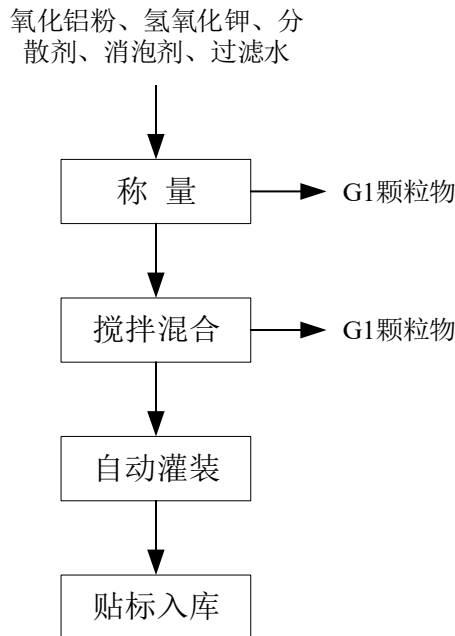 氧化铝粉、氢氧化钾、分
散剂、消泡剂、过滤水
称 量
G1颗粒物
搅拌混合
G1颗粒物
自动灌装
贴标入库